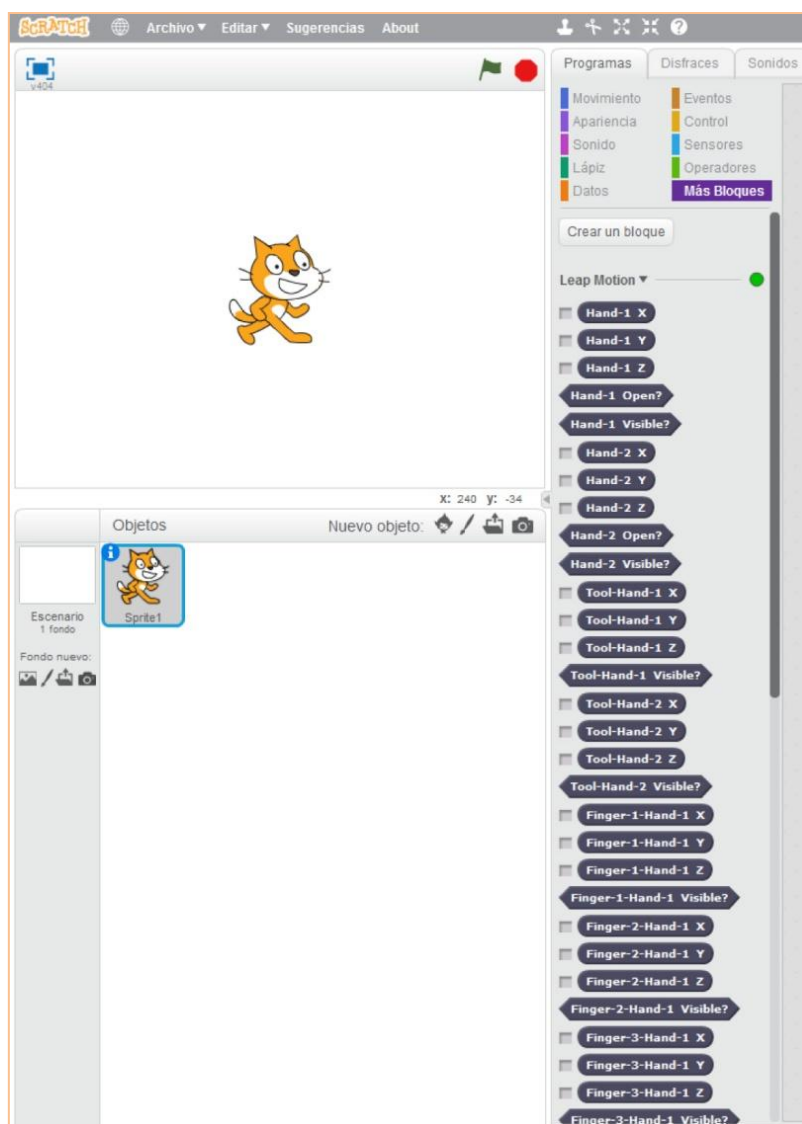 SCRATCH Archivo Editar Sugerencias About
v454
x: 240 y: -34
Objetos Nuevo objeto:
Escenario
1 fondo
Fondo nuevo:
Sprite1
Programas Disfraces Sonidos
Movimiento Eventos
Apariencia Control
Sonido Sensores
Lápiz Operadores
Datos Más Bloques
Crear un bloque
Leap Motion
Hand-1 X
Hand-1 Y
Hand-1 Z
Hand-1 Open?
Hand-1 Visible?
Hand-2 X
Hand-2 Y
Hand-2 Z
Hand-2 Open?
Hand-2 Visible?
Tool-Hand-1 X
Tool-Hand-1 Y
Tool-Hand-1 Z
Tool-Hand-1 Visible?
Tool-Hand-2 X
Tool-Hand-2 Y
Tool-Hand-2 Z
Tool-Hand-2 Visible?
Finger-1-Hand-1 X
Finger-1-Hand-1 Y
Finger-1-Hand-1 Z
Finger-1-Hand-1 Visible?
Finger-2-Hand-1 X
Finger-2-Hand-1 Y
Finger-2-Hand-1 Z
Finger-2-Hand-1 Visible?
Finger-3-Hand-1 X
Finger-3-Hand-1 Y
Finger-3-Hand-1 Z
Finger-3-Hand-1 Visible?